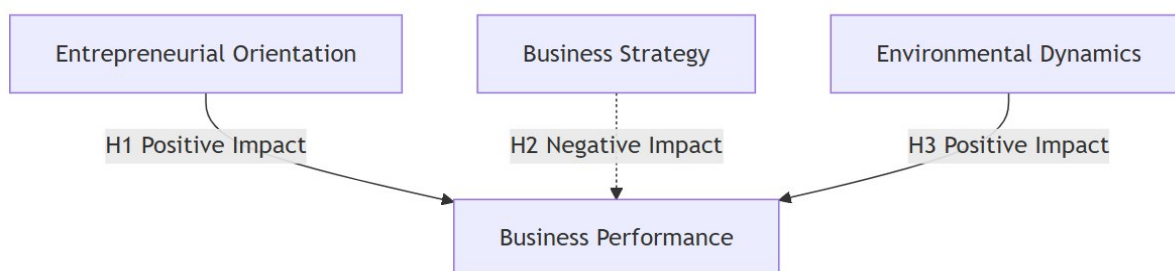 Entrepreneurial Orientation
Business Strategy
Environmental Dynamics
H1 Positive Impact
H2 Negative Impact
H3 Positive Impact
Business Performance